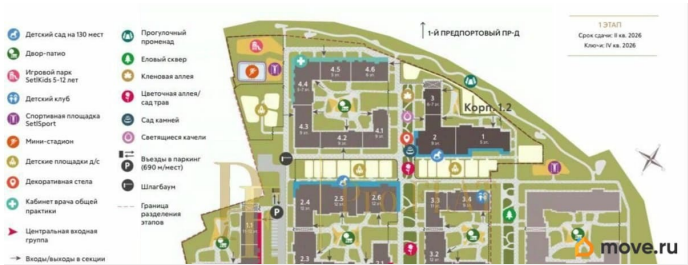 Детский сад на 130 мест
Двор-патио
Игровой парк
SetlKids 5-12 лет
Детский клуб
Спортивная площадка
SetlSport
Мини-стадион
Детские площадки д/с
Декоративная стела
Кабинет врача общей
практики
Центральная входная
группа
Входы/выходы в секции
Прогулочный
променад
Еловый сквер
Кленовая аллея
Цветочная аллея/
сад трав
Сад камней
Светящиеся качели
Въезды в паркинг
(690 м/мест)
Шлагбаум
Граница
разделения
этапов
1-Й ПРЕДПОРТОВЫЙ ПР-Д
1 ЭТАП
Срок сдачи: II кв. 2026
Ключи: IV кв. 2026
4.5
4.6
4.4
4.3
4.2
4.1
3
Корп. 1.2
2
1
P
2.4
2.5
2.6
2.3
3.3
3.4
1.1
move.ru